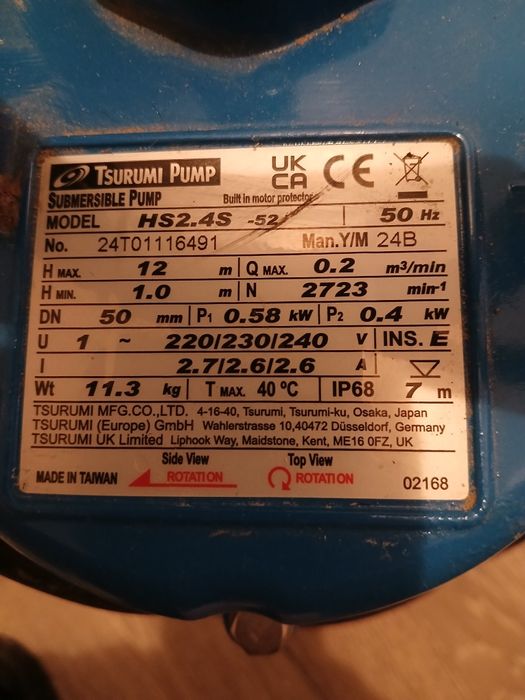 TSURUMI PUMP UK CA CE
SUBMERSIBLE PUMP Built in motor protector
MODEL HS2.4S -52 50 Hz
No. 24T01116491 Man.Y/M 24B
H MAX. 12 m Q MAX. 0.2 m³/min
H MIN. 1.0 m N 2723 min⁻¹
DN 50 mm P₁ 0.58 kW P₂ 0.4 kW
U 1 ~ 220/230/240 V INS. E
I 2.7/2.6/2.6 A
Wt 11.3 kg T MAX. 40 ºC IP68 7 m
TSURUMI MFG.CO.,LTD. 4-16-40, Tsurumi, Tsurumi-ku, Osaka, Japan
TSURUMI (Europe) GmbH Wahlerstrasse 10,40472 Düsseldorf, Germany
TSURUMI UK Limited Liphook Way, Maidstone, Kent, ME16 0FZ, UK
Side View Top View
MADE IN TAIWAN ROTATION ROTATION 02168